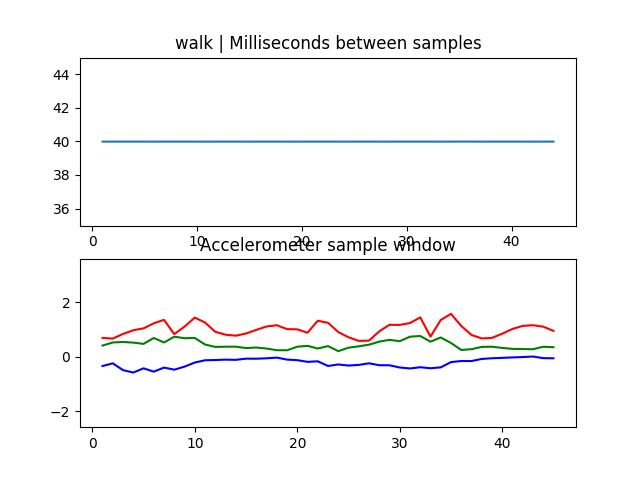 walk | Milliseconds between samples
44
42
40
38
36
0 10 20 30 40
Accelerometer sample window
2
0
−2
0 10 20 30 40